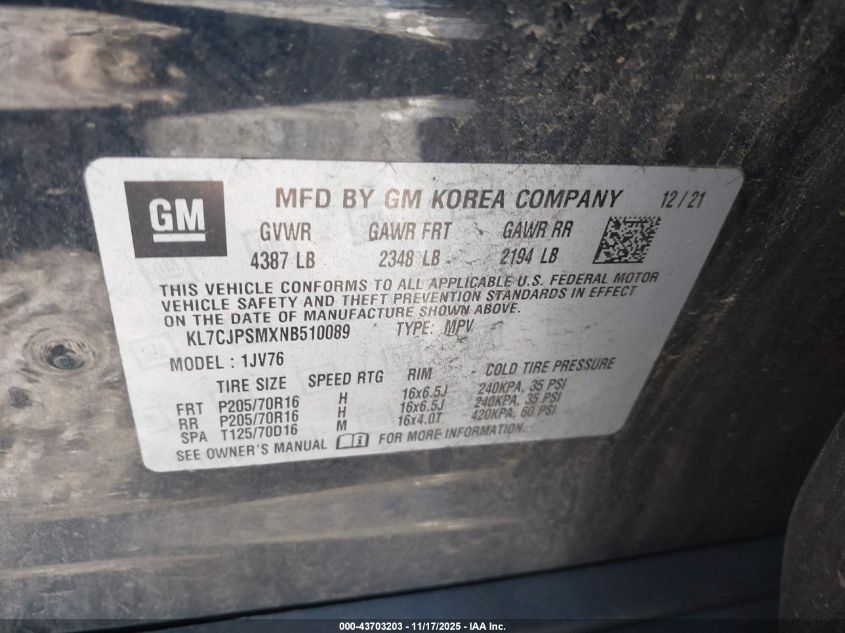 GM
MFD BY GM KOREA COMPANY 12/21
GVWR GAWR FRT GAWR RR
4387 LB 2348 LB 2194 LB
THIS VEHICLE CONFORMS TO ALL APPLICABLE U.S. FEDERAL MOTOR
VEHICLE SAFETY AND THEFT PREVENTION STANDARDS IN EFFECT
ON THE DATE OF MANUFACTURE SHOWN ABOVE.
KL7CJPSMXNB510089 TYPE: MPV
MODEL: 1JV76
TIRE SIZE SPEED RTG RIM COLD TIRE PRESSURE
FRT P205/70R16 H 16x6.5J 240KPA, 35 PSI
RR P205/70R16 H 16x6.5J 240KPA, 35 PSI
SPA T125/70D16 M 16x4.0T 420KPA, 60 PSI
SEE OWNER'S MANUAL FOR MORE INFORMATION.
000-43703203 - 11/17/2025 - IAA Inc.